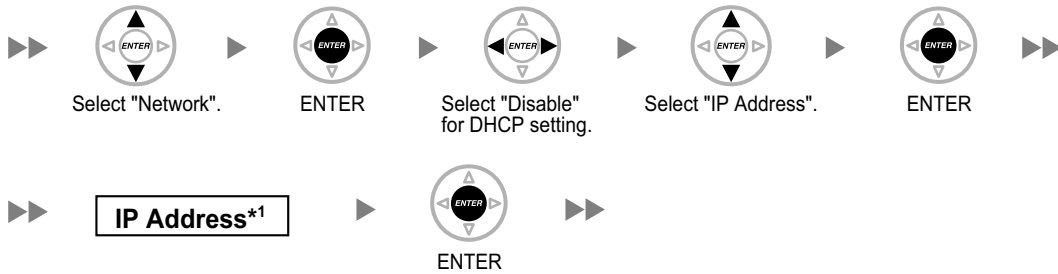 ENTER ENTER ENTER ENTER ENTER
Select "Network". ENTER Select "Disable" Select "IP Address". ENTER
for DHCP setting.
IP Address*1 ENTER
ENTER